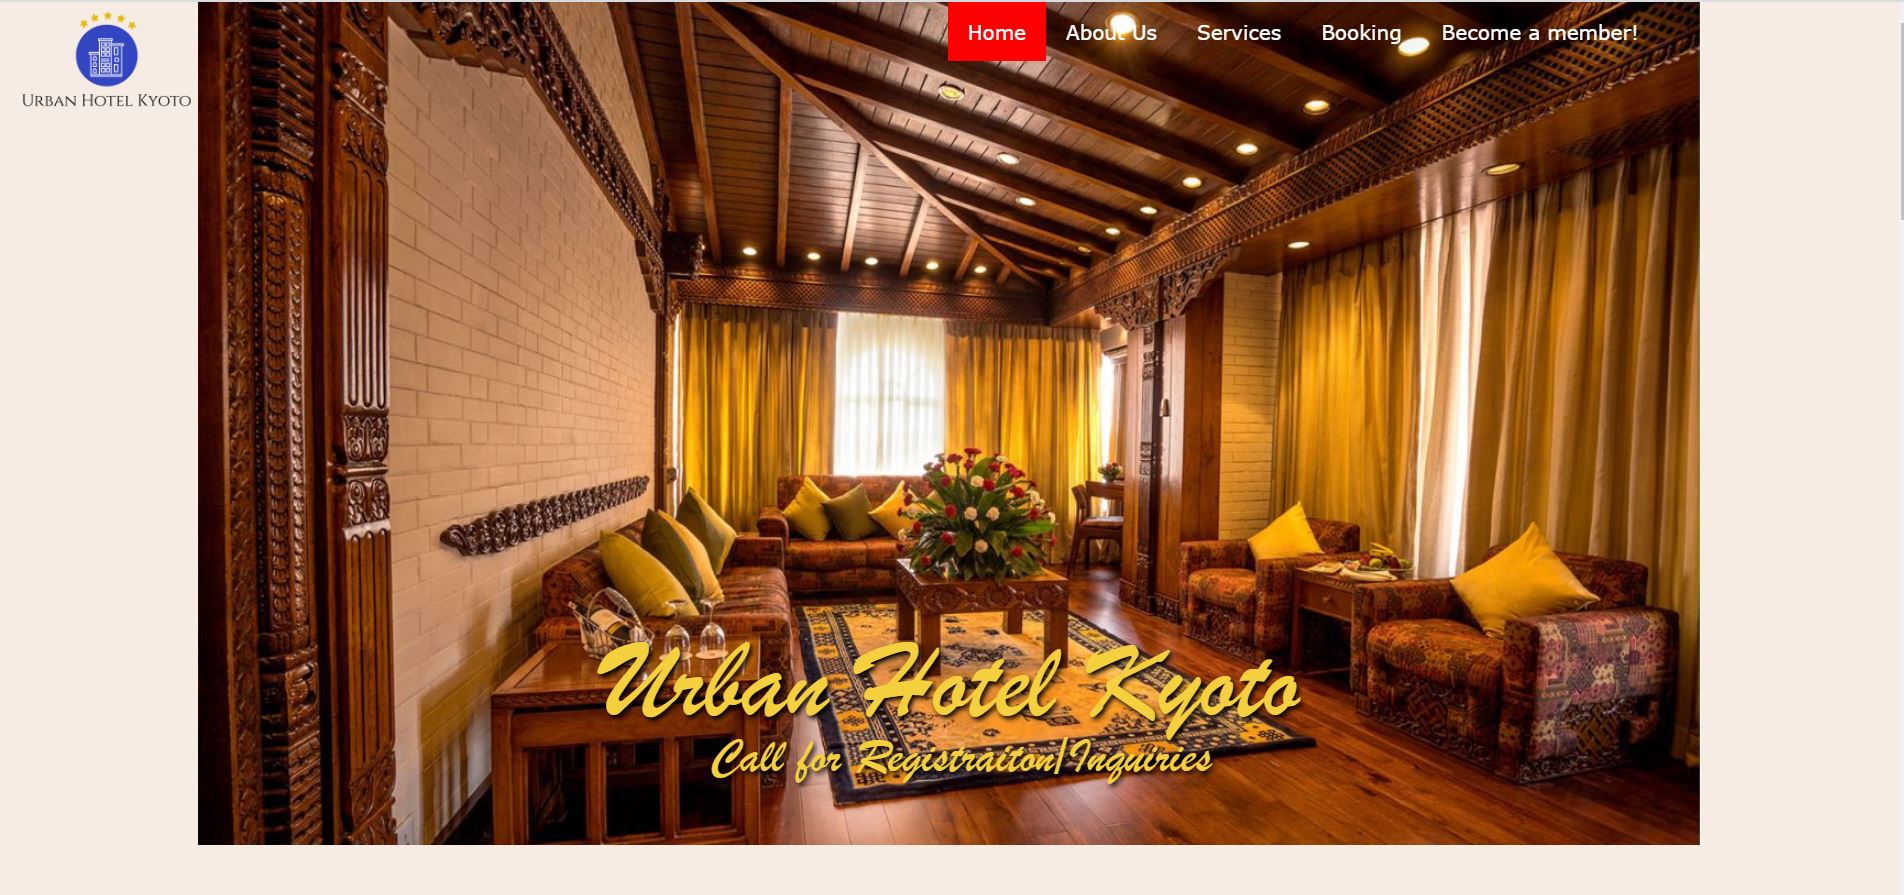 Home About Us Services Booking Become a member!
Urban Hotel Kyoto
Urban Hotel Kyoto
Call for Registraiton/Inquiries